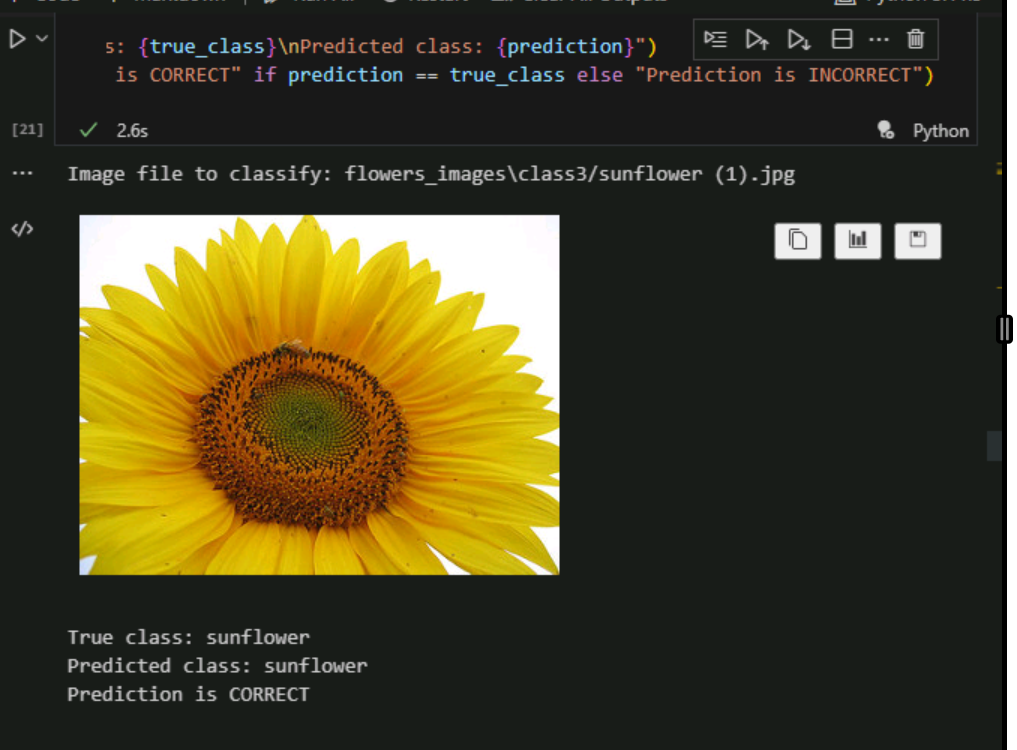 s: {true_class}\nPredicted class: {prediction}")
is CORRECT" if prediction == true_class else "Prediction is INCORRECT")
[21]
2.6s
Python
Image file to classify: flowers_images\class3/sunflower (1).jpg
True class: sunflower
Predicted class: sunflower
Prediction is CORRECT